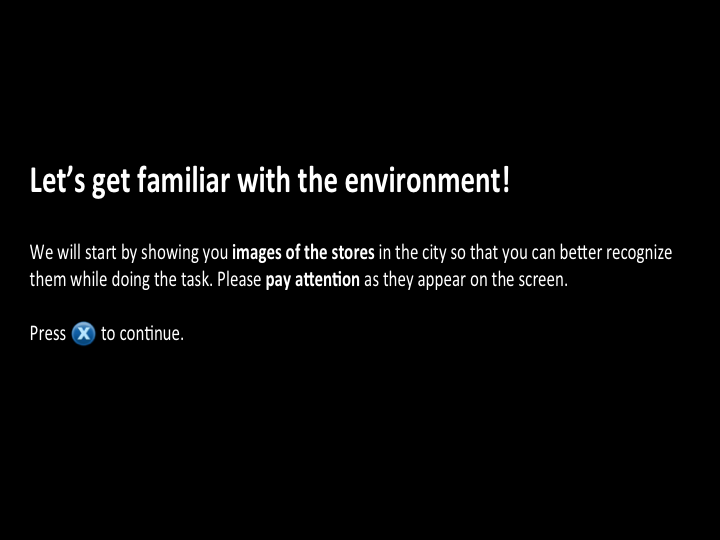 Let’s get familiar with the environment!
We will start by showing you images of the stores in the city so that you can better recognize
them while doing the task. Please pay attention as they appear on the screen.
Press X to continue.